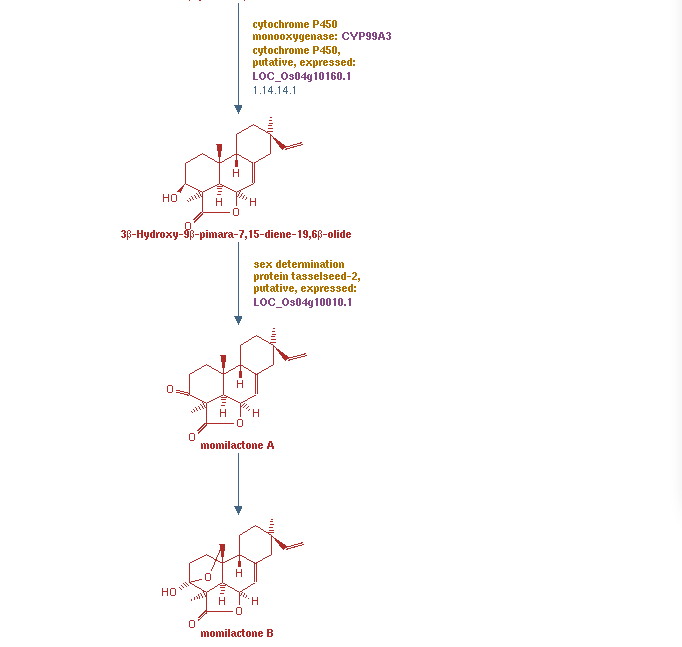 cytochrome P450
monooxygenase: CYP99A3
cytochrome P450,
putative, expressed:
LOC_Os04g10160.1
1.14.14.1
H
HO
H
H
O
O
3β-Hydroxy-9β-pimara-7,15-diene-19,6β-olide
sex determination
protein tasselseed-2,
putative, expressed:
LOC_Os04g10010.1
H
O
H
H
O
O
momilactone A
H
O
HO
H
H
O
O
momilactone B